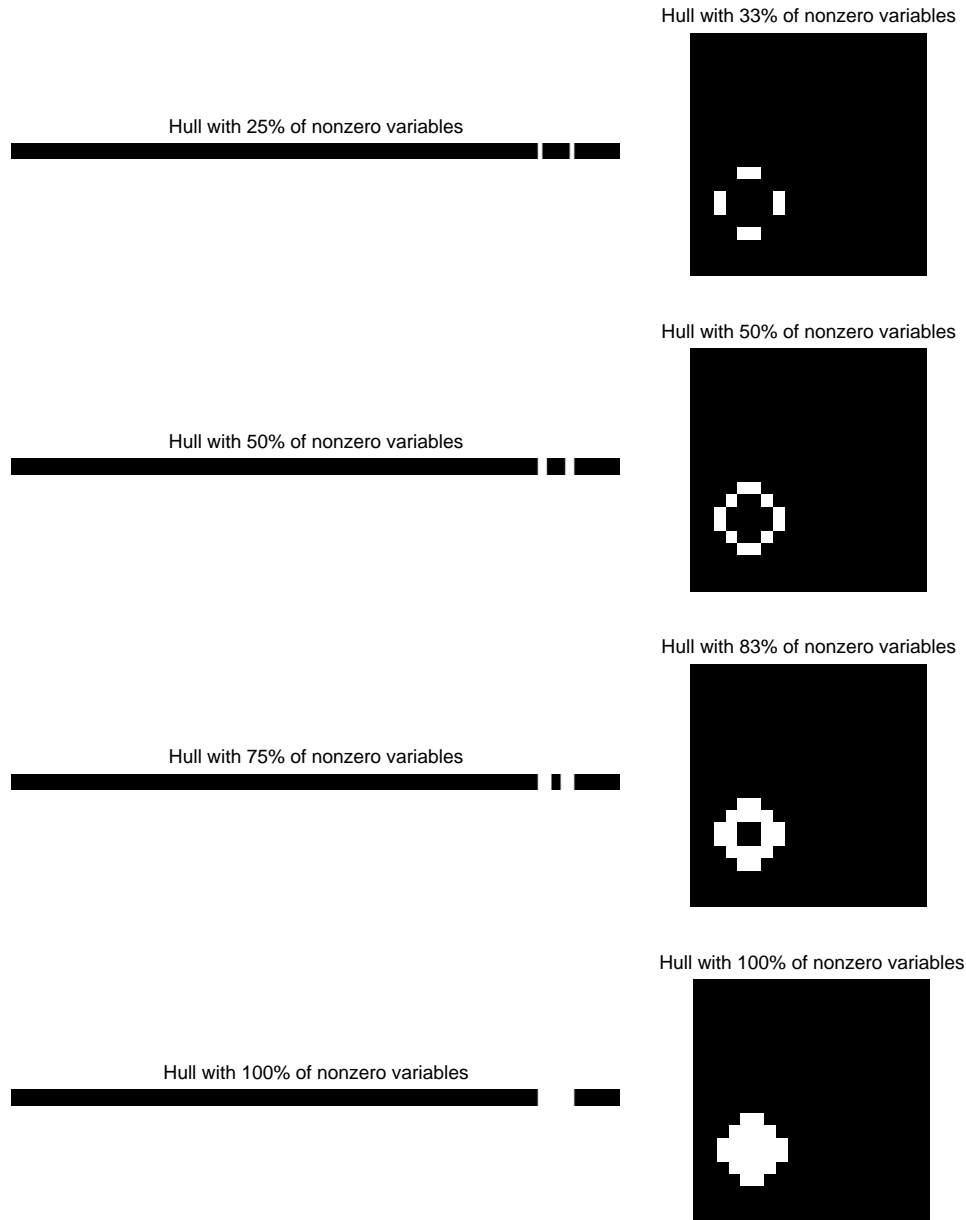 Hull with 33% of nonzero variables
Hull with 25% of nonzero variables
Hull with 50% of nonzero variables
Hull with 50% of nonzero variables
Hull with 83% of nonzero variables
Hull with 75% of nonzero variables
Hull with 100% of nonzero variables
Hull with 100% of nonzero variables